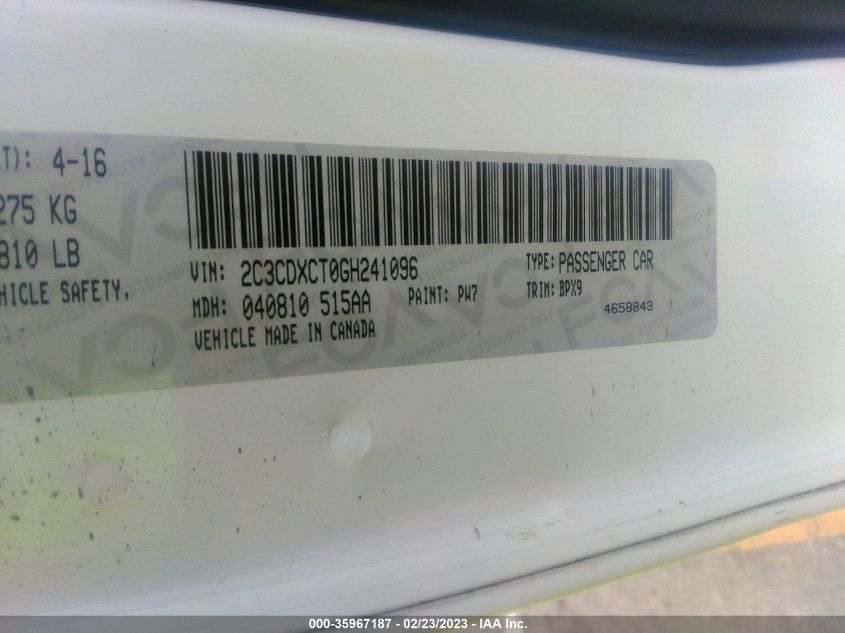 T): 4-16
275 KG
810 LB
HICLE SAFETY,
VIN: 2C3CDXCT0GH241096
TYPE: PASSENGER CAR
MDH: 040810 515AA
PAINT: PW7
TRIM: BPX9
VEHICLE MADE IN CANADA
4658843
000-35967187 - 02/23/2023 - IAA Inc.